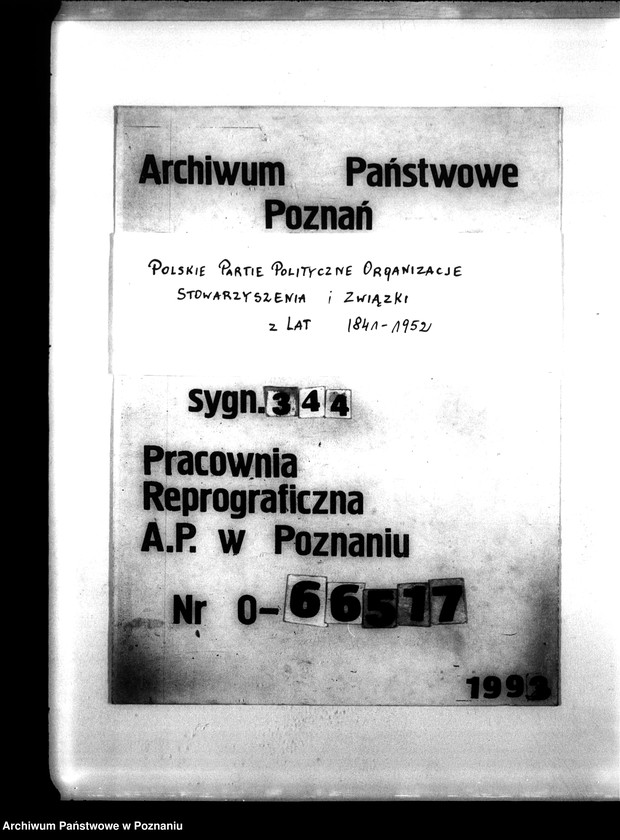 Archiwum Państwowe
Poznań
POLSKIE PARTIE POLITYCZNE ORGANIZACJE
STOWARZYSZENIA i ZWIĄZKI
z LAT 1841-1952
sygn. 344
Pracownia
Reprograficzna
A.P. w Poznaniu
Nr O-66517
1993
Archiwum Państwowe w Poznaniu